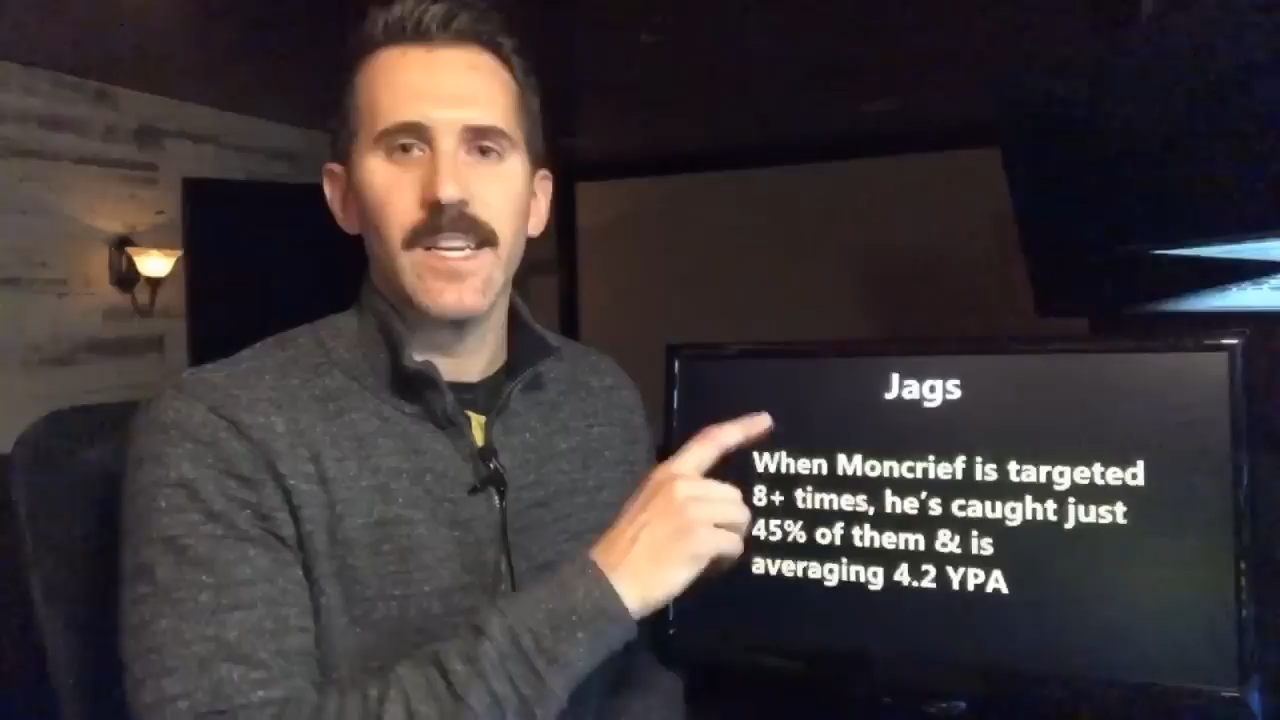 Jags
When Moncrief is targeted
8+ times, he's caught just
45% of them & is
averaging 4.2 YPA